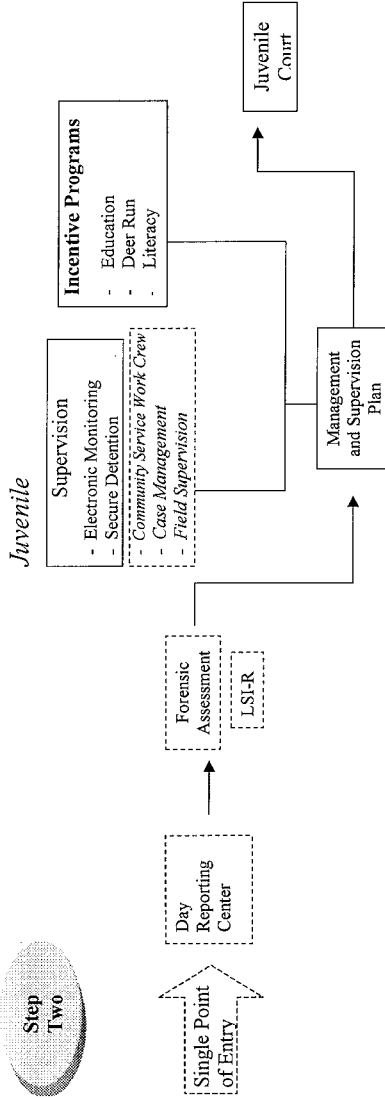 Step
Two
Juvenile
Single Point
of Entry
Day
Reporting
Center
Forensic
Assessment
LSI-R
Supervision
- Electronic Monitoring
- Secure Detention
- Community Service Work Crew
- Case Management
- Field Supervision
Incentive Programs
- Education
- Deer Run
- Literacy
Management
and Supervision
Plan
Juvenile
Court